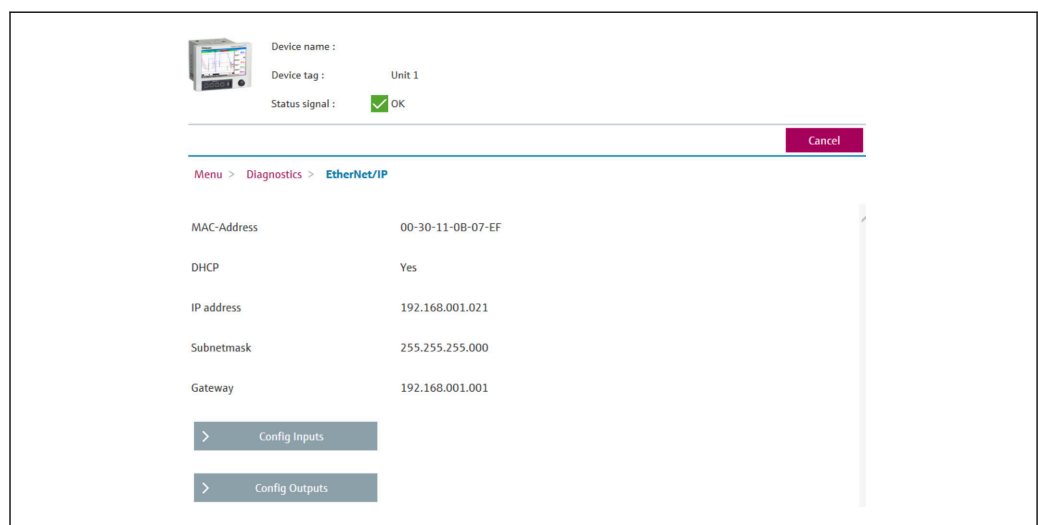 Device name :
Device tag : Unit 1
Status signal : OK
Cancel
Menu > Diagnostics > EtherNet/IP
MAC-Address 00-30-11-0B-07-EF
DHCP Yes
IP address 192.168.001.021
Subnetmask 255.255.255.000
Gateway 192.168.001.001
> Config Inputs
> Config Outputs